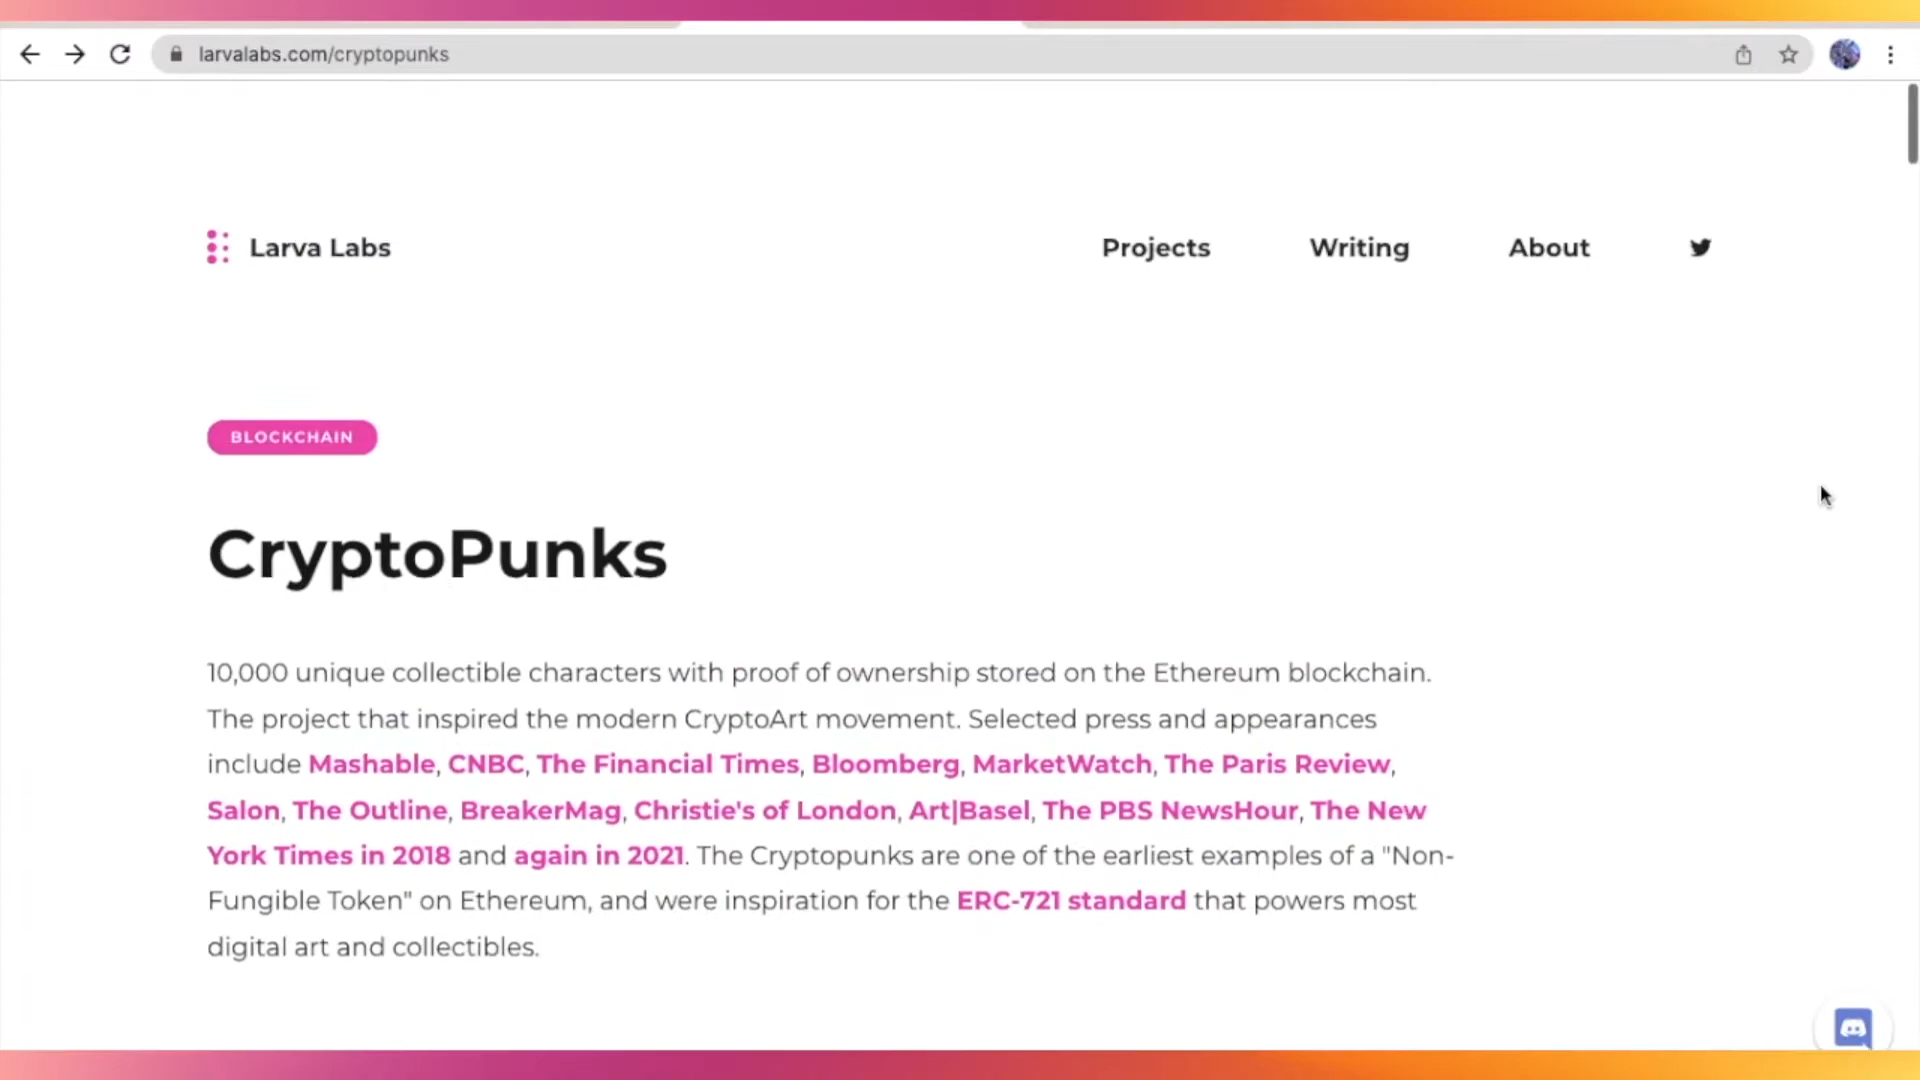 larvalabs.com/cryptopunks
Larva Labs
Projects
Writing
About
BLOCKCHAIN
CryptoPunks
10,000 unique collectible characters with proof of ownership stored on the Ethereum blockchain.
The project that inspired the modern CryptoArt movement. Selected press and appearances
include Mashable, CNBC, The Financial Times, Bloomberg, MarketWatch, The Paris Review,
Salon, The Outline, BreakerMag, Christie's of London, Art|Basel, The PBS NewsHour, The New
York Times in 2018 and again in 2021. The Cryptopunks are one of the earliest examples of a "Non-
Fungible Token" on Ethereum, and were inspiration for the ERC-721 standard that powers most
digital art and collectibles.